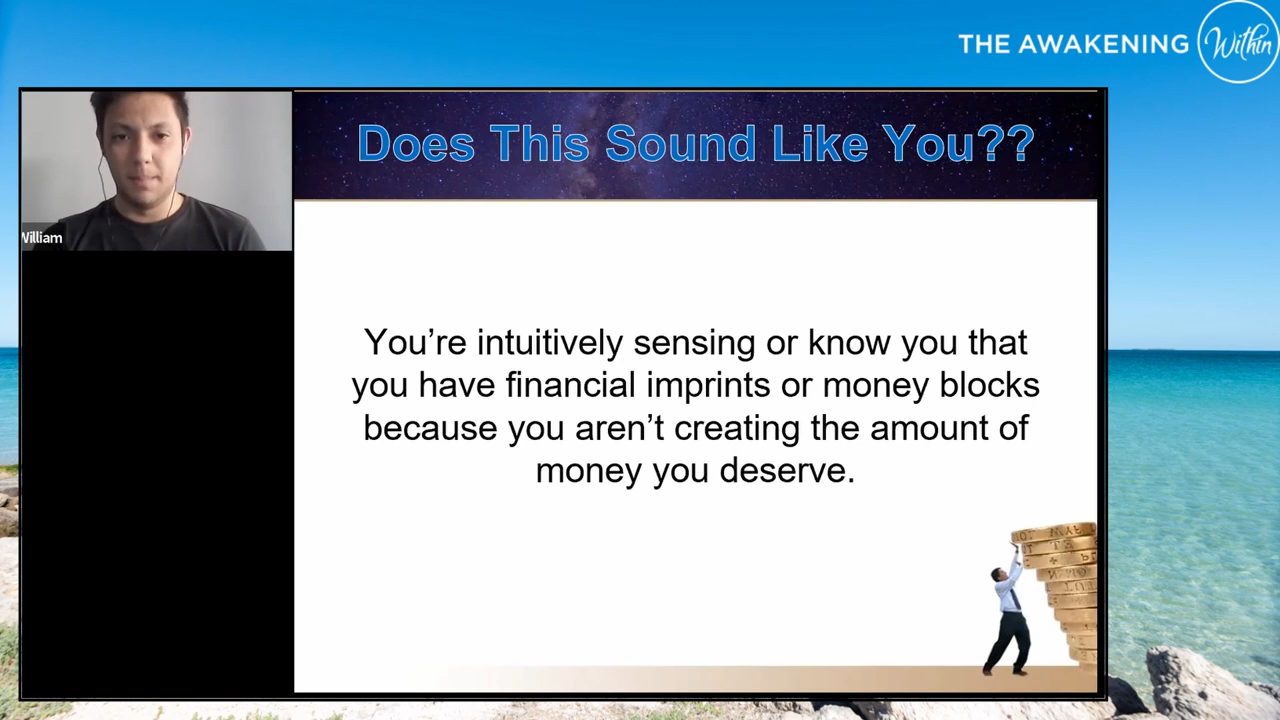 THE AWAKENING Within
William
Does This Sound Like You??
You’re intuitively sensing or know you that
you have financial imprints or money blocks
because you aren’t creating the amount of
money you deserve.